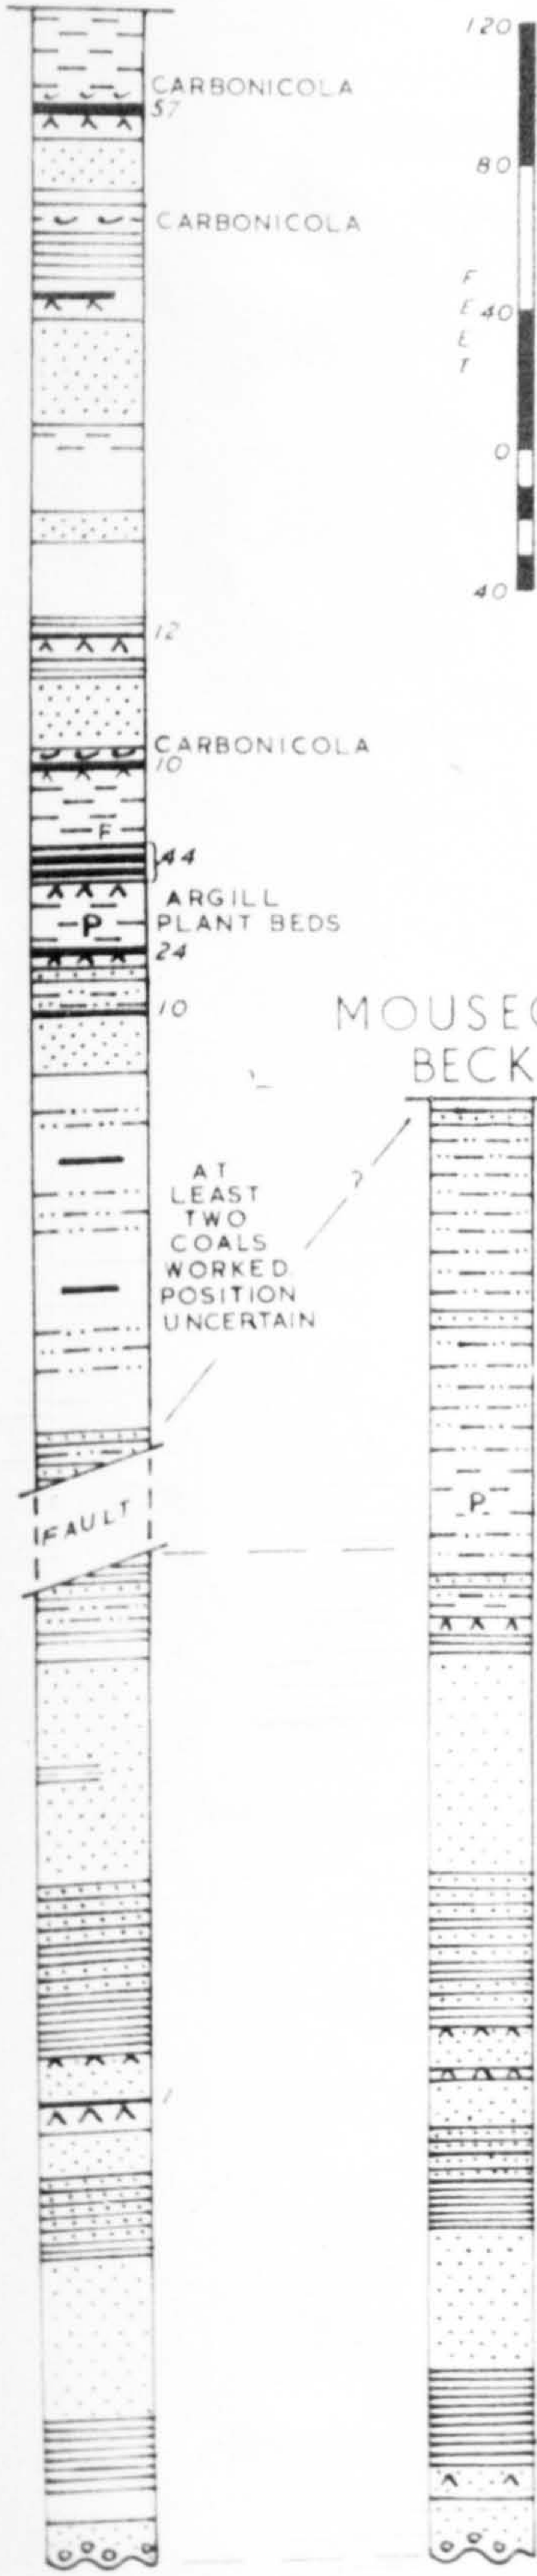 CARBONICOLA
57
CARBONICOLA
12
CARBONICOLA
10
F
44
ARGILL
P PLANT BEDS
24
10
AT
LEAST
TWO
COALS
WORKED
POSITION
UNCERTAIN
?
FAULT
1
120
80
FEET
40
0
40
BECK
P